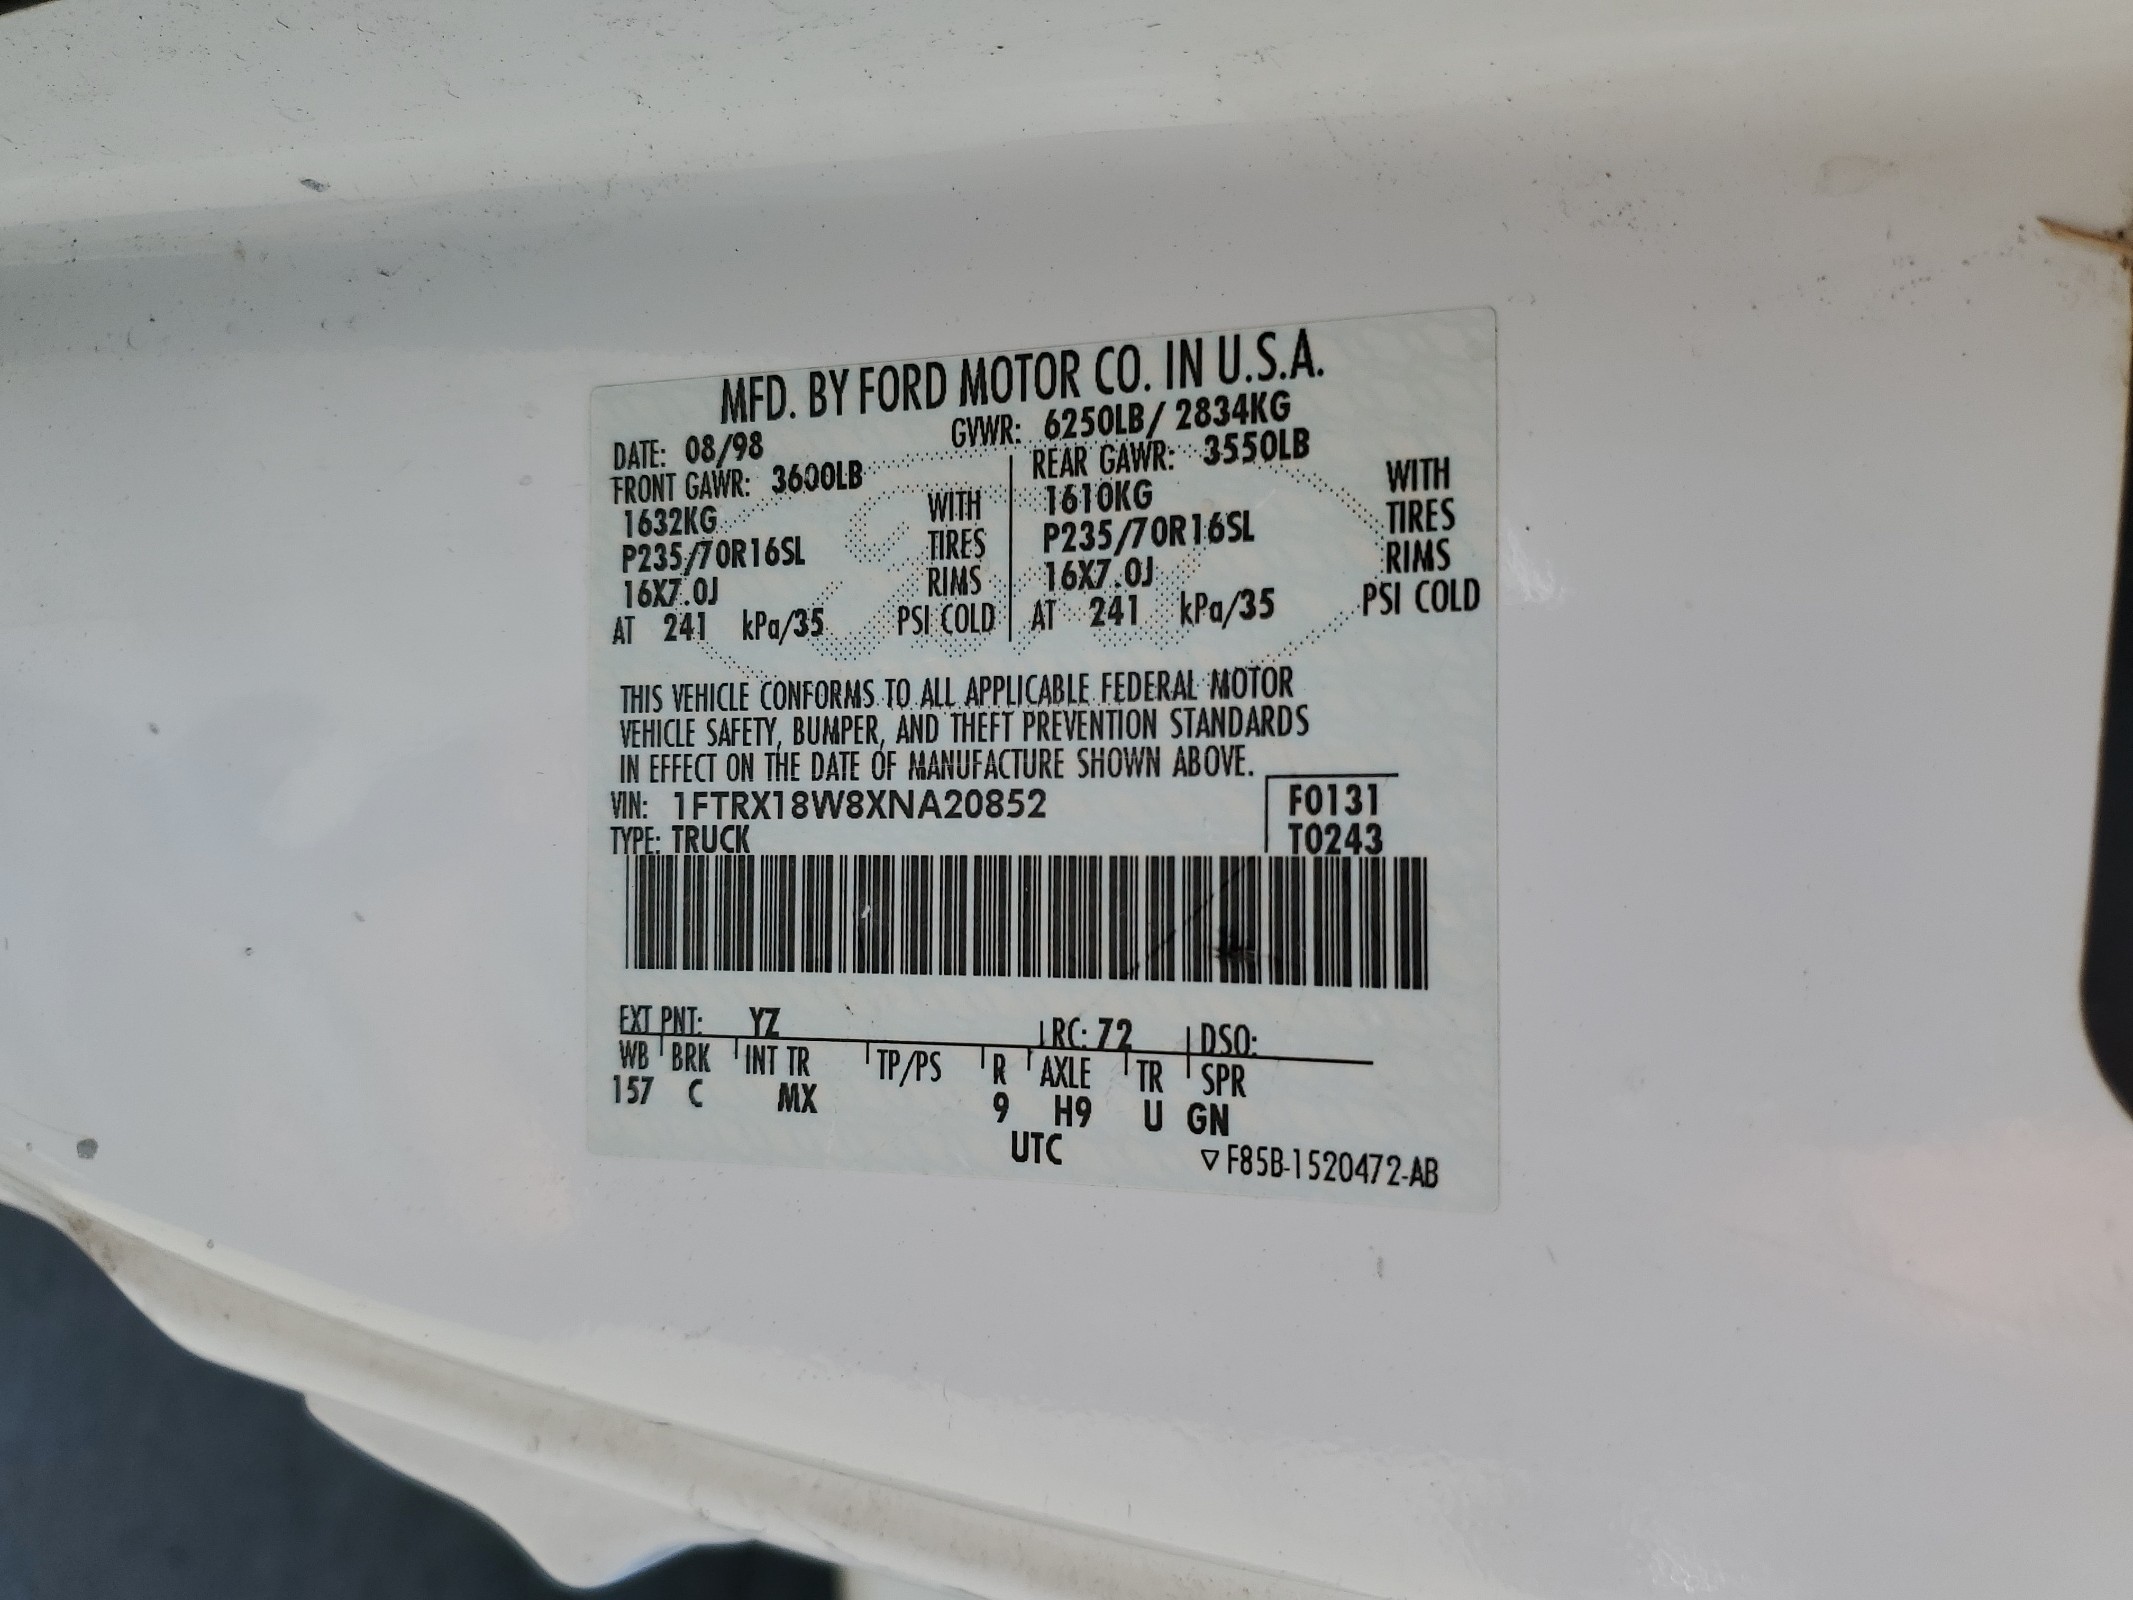 MFD. BY FORD MOTOR CO. IN U.S.A.
DATE: 08/98 GVWR: 6250LB/ 2834KG
FRONT GAWR: 3600LB REAR GAWR: 3550LB
1632KG WITH 1610KG WITH
P235/70R16SL TIRES P235/70R16SL TIRES
16X7.0J RIMS 16X7.0J RIMS
AT 241 kPa/35 PSI COLD AT 241 kPa/35 PSI COLD
THIS VEHICLE CONFORMS TO ALL APPLICABLE FEDERAL MOTOR
VEHICLE SAFETY, BUMPER, AND THEFT PREVENTION STANDARDS
IN EFFECT ON THE DATE OF MANUFACTURE SHOWN ABOVE.
VIN: 1FTRX18W8XNA20852 F0131
TYPE: TRUCK T0243
EXT PNT: YZ RC: 72 DSO:
WB BRK INT TR TP/PS R AXLE TR SPR
157 C MX 9 H9 U GN
UTC ▽ F85B-1520472-AB